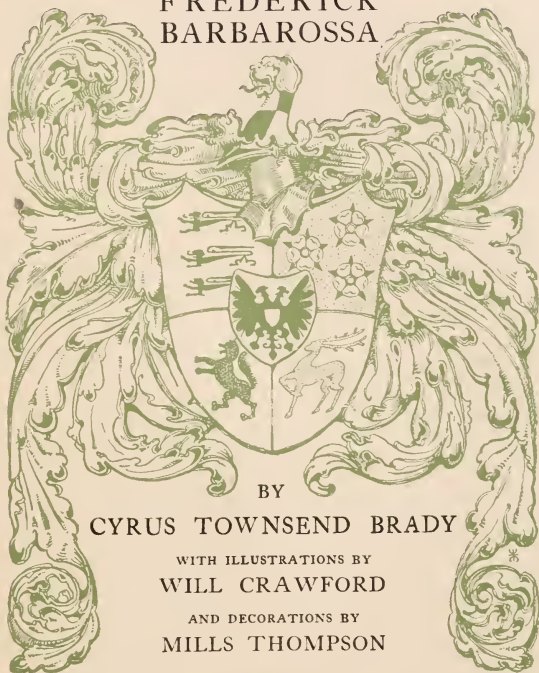 FREDERICK
BARBAROSSA
BY
CYRUS TOWNSEND BRADY
WITH ILLUSTRATIONS BY
WILL CRAWFORD
AND DECORATIONS BY
MILLS THOMPSON